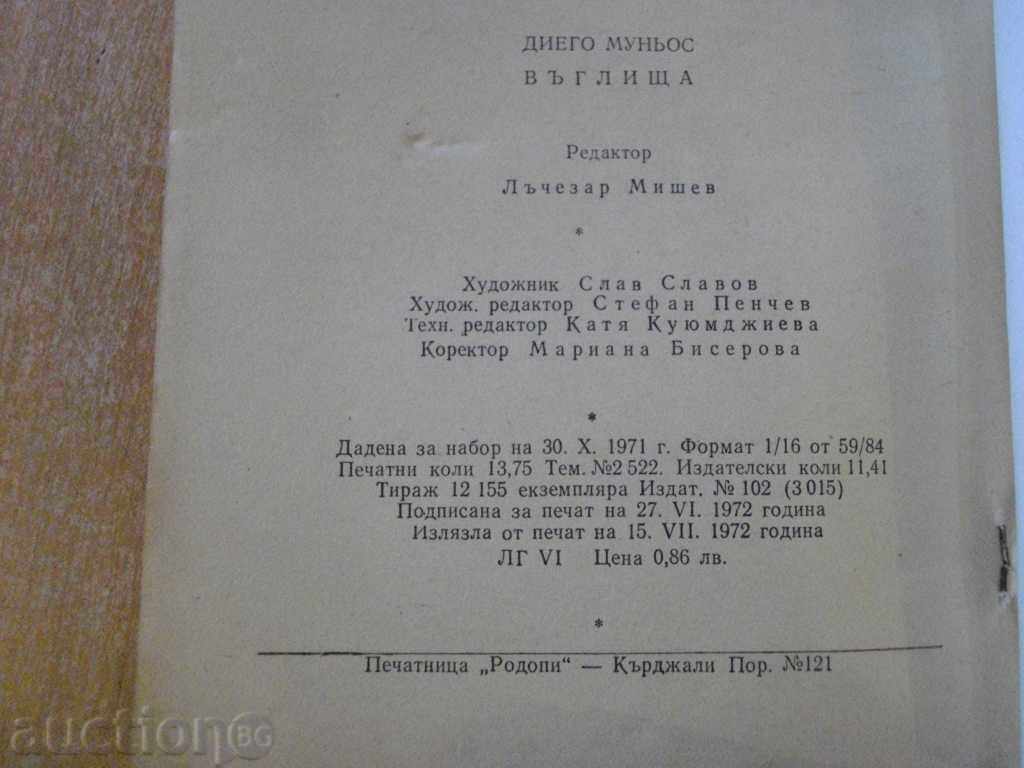 ДИЕГО МУНЬОС
ВЪГЛИЩА
Редактор
Лъчезар Мишев
*
Художник Слав Славов
Худож. редактор Стефан Пенчев
Техн. редактор Катя Куюмджиева
Коректор Мариана Бисерова
*
Дадена за набор на 30. X. 1971 г. Формат 1/16 от 59/84
Печатни коли 13,75 Тем. №2 522. Издателски коли 11,41
Тираж 12 155 екземпляра Издат. № 102 (3 015)
Подписана за печат на 27. VI. 1972 година
Излязла от печат на 15. VII. 1972 година
ЛГ VI Цена 0,86 лв.
*
Печатница „Родопи“ — Кърджали Пор. №121
auctionBG